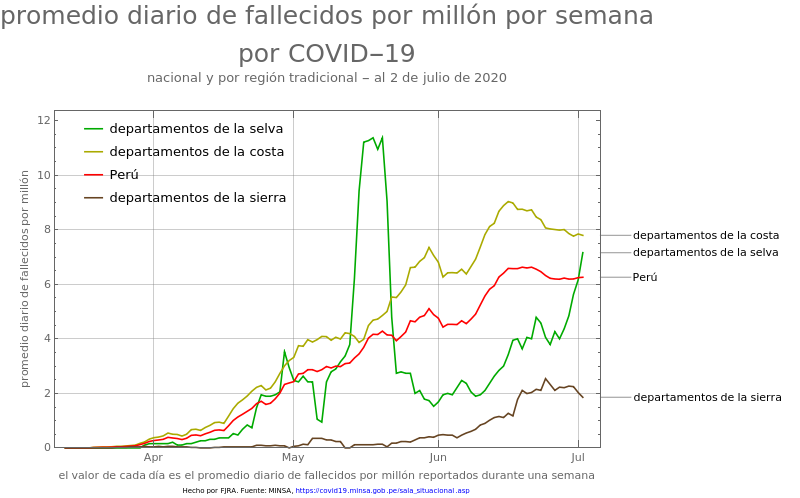 promedio diario de fallecidos por millón por semana
por COVID−19
nacional y por región tradicional − al 2 de julio de 2020
promedio diario de fallecidos por millón
12
10
8
6
4
2
0
departamentos de la selva
departamentos de la costa
Perú
departamentos de la sierra
departamentos de la costa
departamentos de la selva
Perú
departamentos de la sierra
Apr May Jun Jul
el valor de cada día es el promedio diario de fallecidos por millón reportados durante una semana
Hecho por FJRA. Fuente: MINSA, https://covid19.minsa.gob.pe/sala_situacional.asp